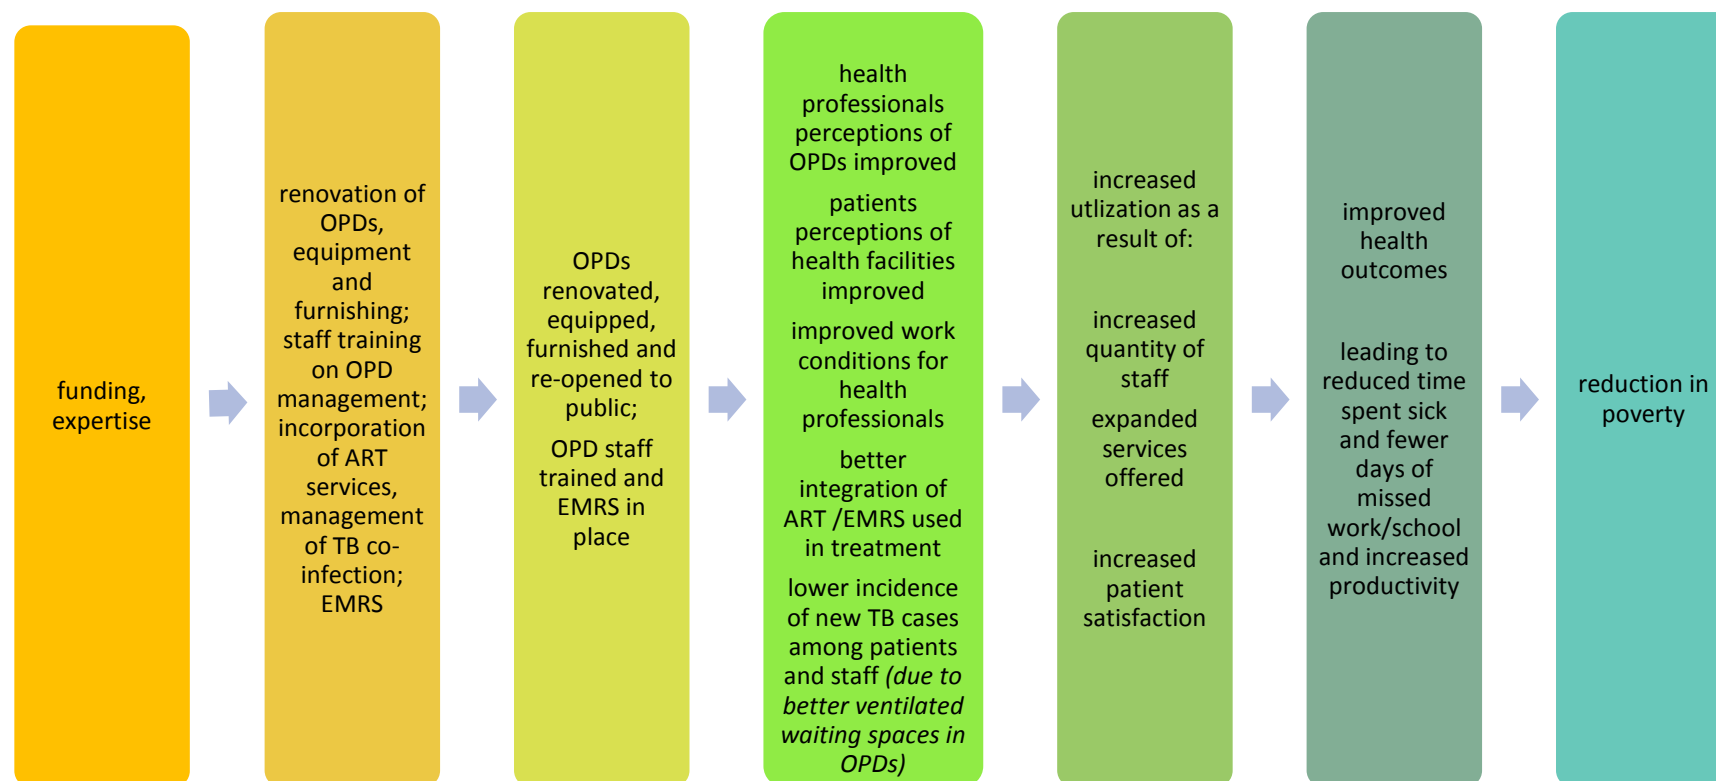 funding,
expertise
renovation of
OPDs,
equipment
and
furnishing;
staff training
on OPD
management;
incorporation
of ART
services,
management
of TB co-
infection;
EMRS
OPDs
renovated,
equipped,
furnished and
re-opened to
public;
OPD staff
trained and
EMRS in
place
health
professionals
perceptions of
OPDs improved
patients
perceptions of
health facilities
improved
improved work
conditions for
health
professionals
better
integration of
ART /EMRS used
in treatment
lower incidence
of new TB cases
among patients
and staff (due to
better ventilated
waiting spaces in
OPDs)
increased
utlization as a
result of:
increased
quantity of
staff
expanded
services
offered
increased
patient
satisfaction
improved
health
outcomes
leading to
reduced time
spent sick
and fewer
days of
missed
work/school
and increased
productivity
reduction in
poverty